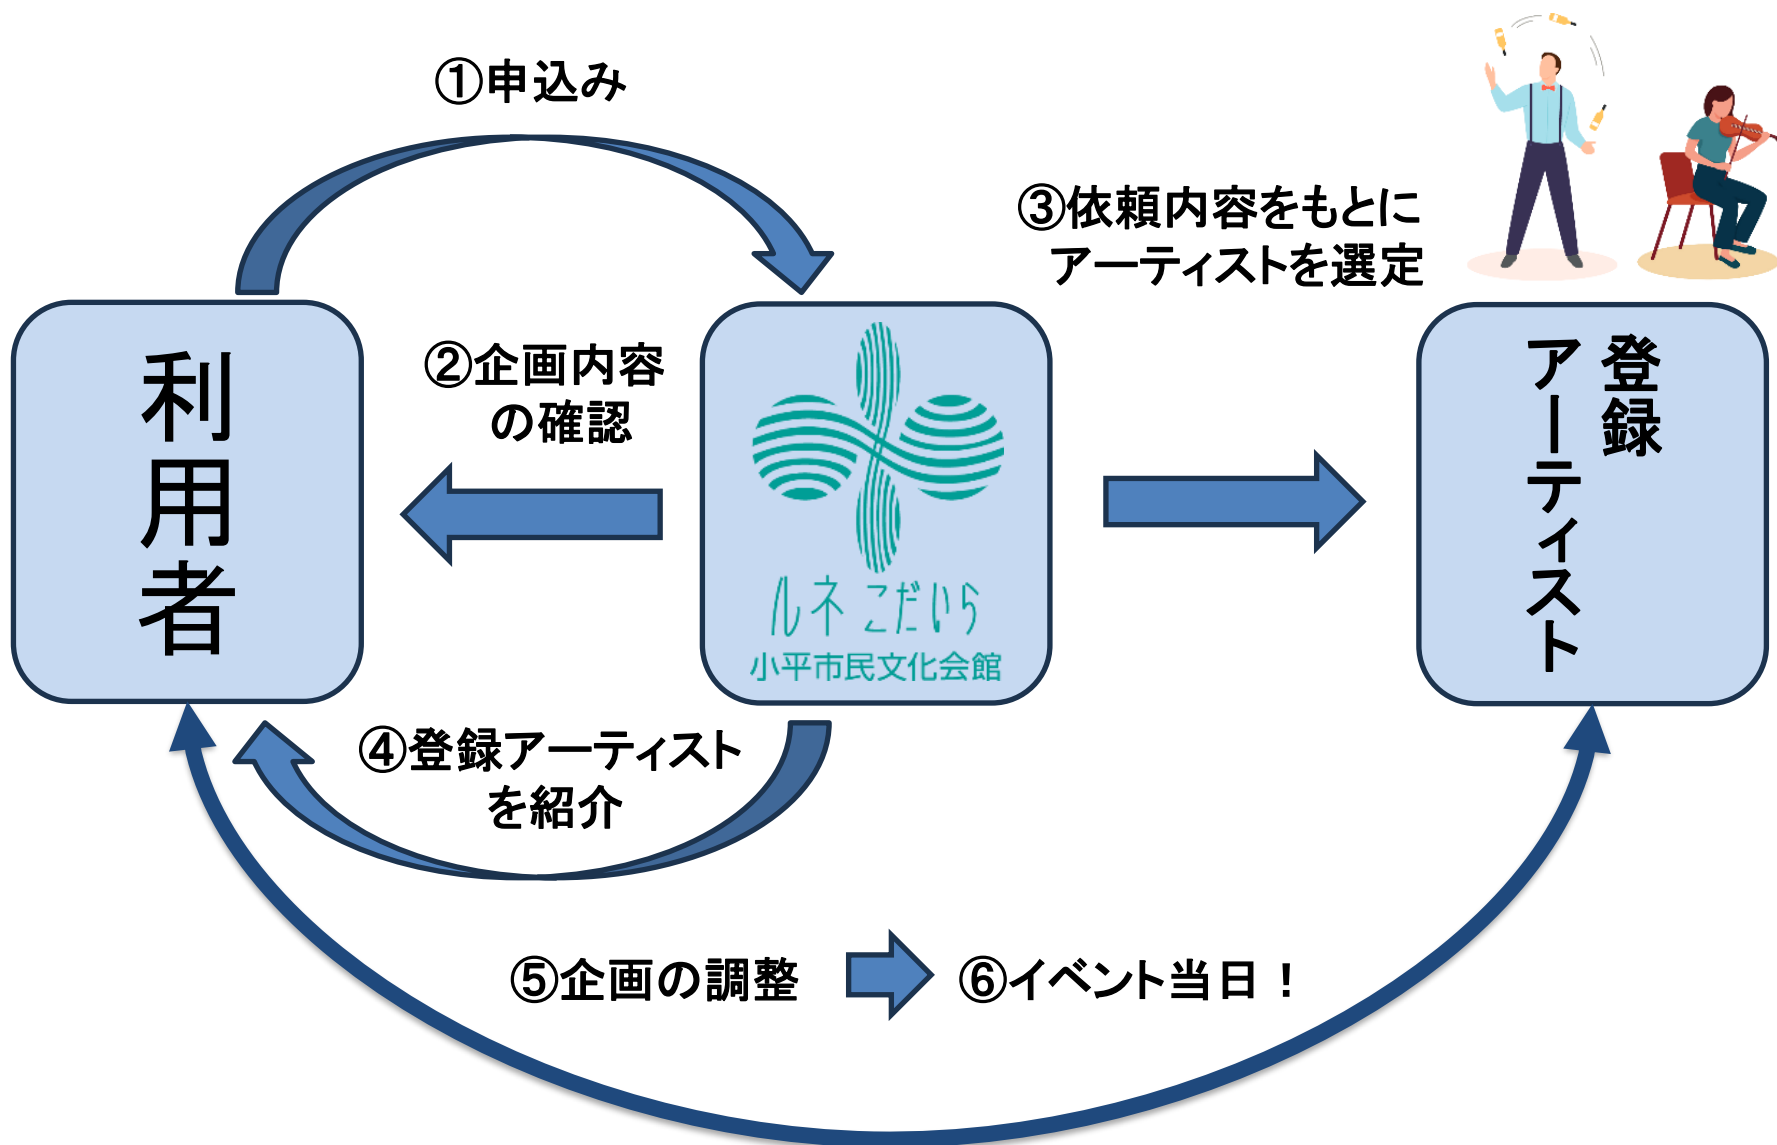 ①申込み
③依頼内容をもとに
アーティストを選定
利用者
②企画内容
の確認
ルネこだいら
小平市民文化会館
登録
アーティスト
④登録アーティスト
を紹介
⑤企画の調整
⑥イベント当日！